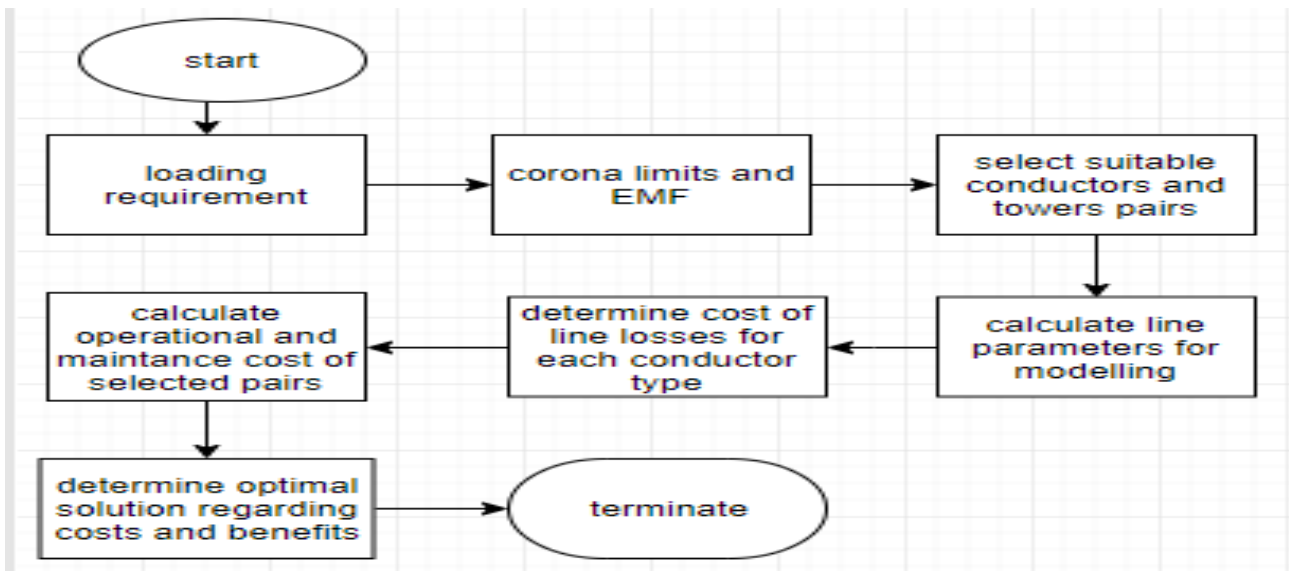 start
loading
requirement
corona limits and
EMF
select suitable
conductors and
towers pairs
calculate line
parameters for
modelling
determine cost of
line losses for
each conductor
type
calculate
operational and
maintance cost of
selected pairs
determine optimal
solution regarding
costs and benefits
terminate